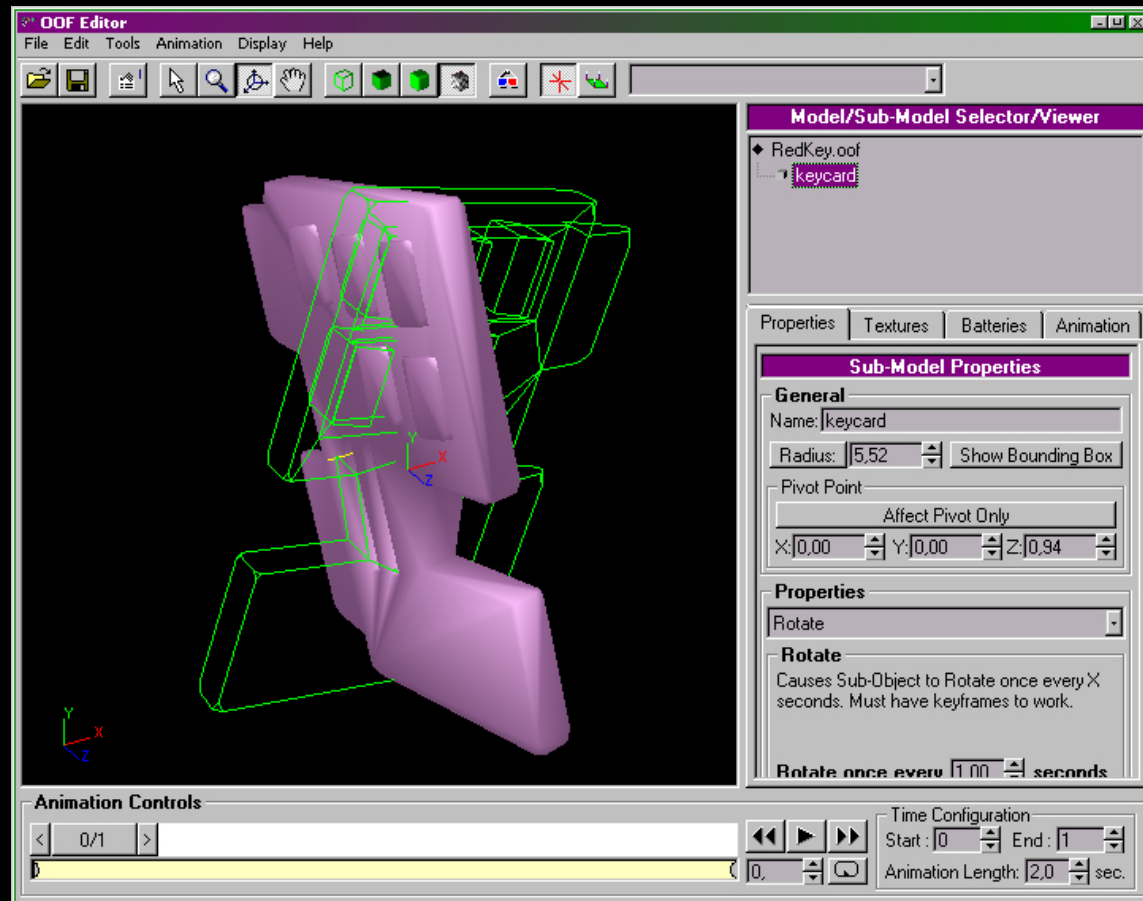 OOF Editor
File Edit Tools Animation Display Help
Model/Sub-Model Selector/Viewer
RedKey.oof
keycard
Properties Textures Batteries Animation
Sub-Model Properties
General
Name: keycard
Radius: 5,52 Show Bounding Box
Pivot Point
Affect Pivot Only
X: 0,00 Y: 0,00 Z: 0,94
Properties
Rotate
Rotate
Causes Sub-Object to Rotate once every X
seconds. Must have keyframes to work.
Rotate once every 1,00 seconds
Y
X
Z
Y
X
Z
Animation Controls
< 0/1 >
Time Configuration
Start : 0 End : 1
0,
Animation Length: 2,0 sec.